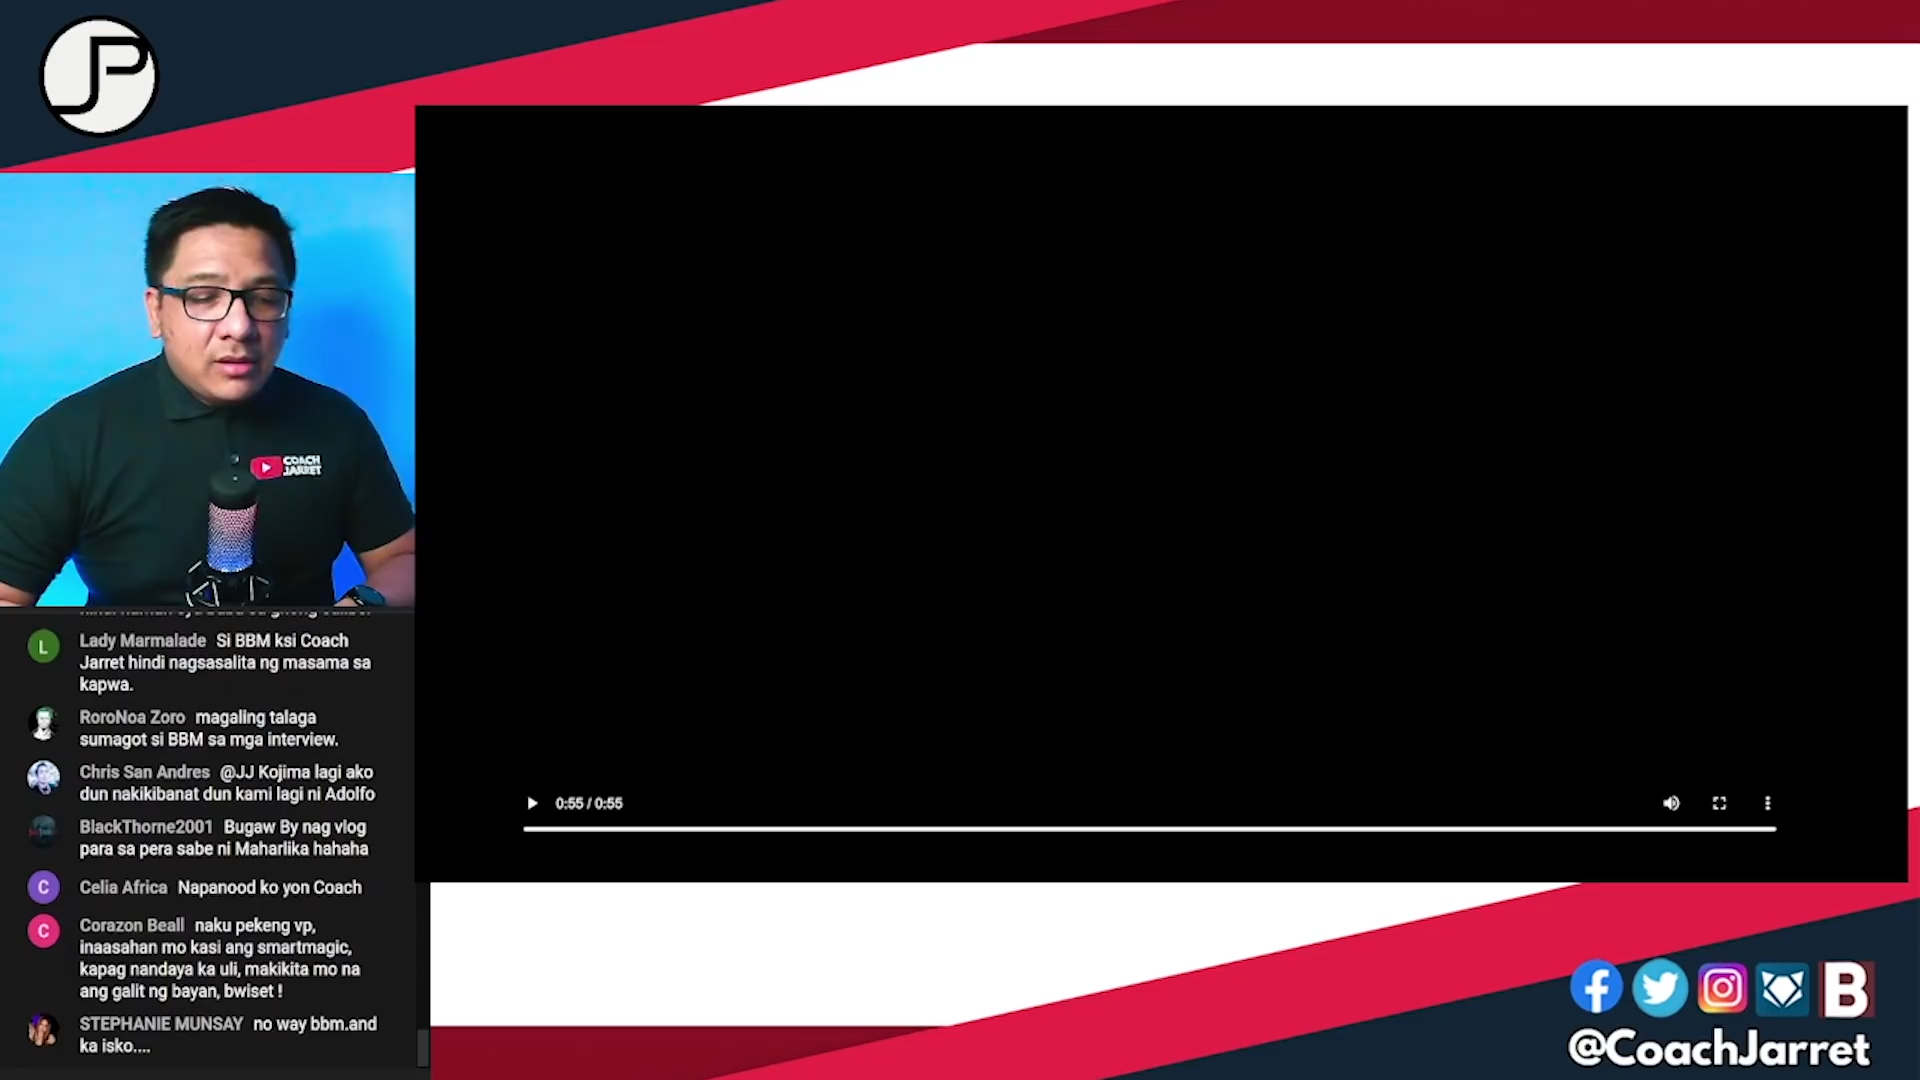 JP
COACH
JARRET
L
Lady Marmalade Si BBM ksi Coach
Jarret hindi nagsasalita ng masama sa
kapwa.
RoroNoa Zoro magaling talaga
sumagot si BBM sa mga interview.
Chris San Andres @JJ Kojima lagi ako
dun nakikibanat dun kami lagi ni Adolfo
BlackThorne2001 Bugaw By nag vlog
para sa pera sabe ni Maharlika hahaha
C
Celia Africa Napanood ko yon Coach
C
Corazon Beall naku pekeng vp,
inaasahan mo kasi ang smartmagic,
kapag nandaya ka uli, makikita mo na
ang galit ng bayan, bwiset !
STEPHANIE MUNSAY no way bbm.and
ka isko....
0:55 / 0:55
B
@CoachJarret